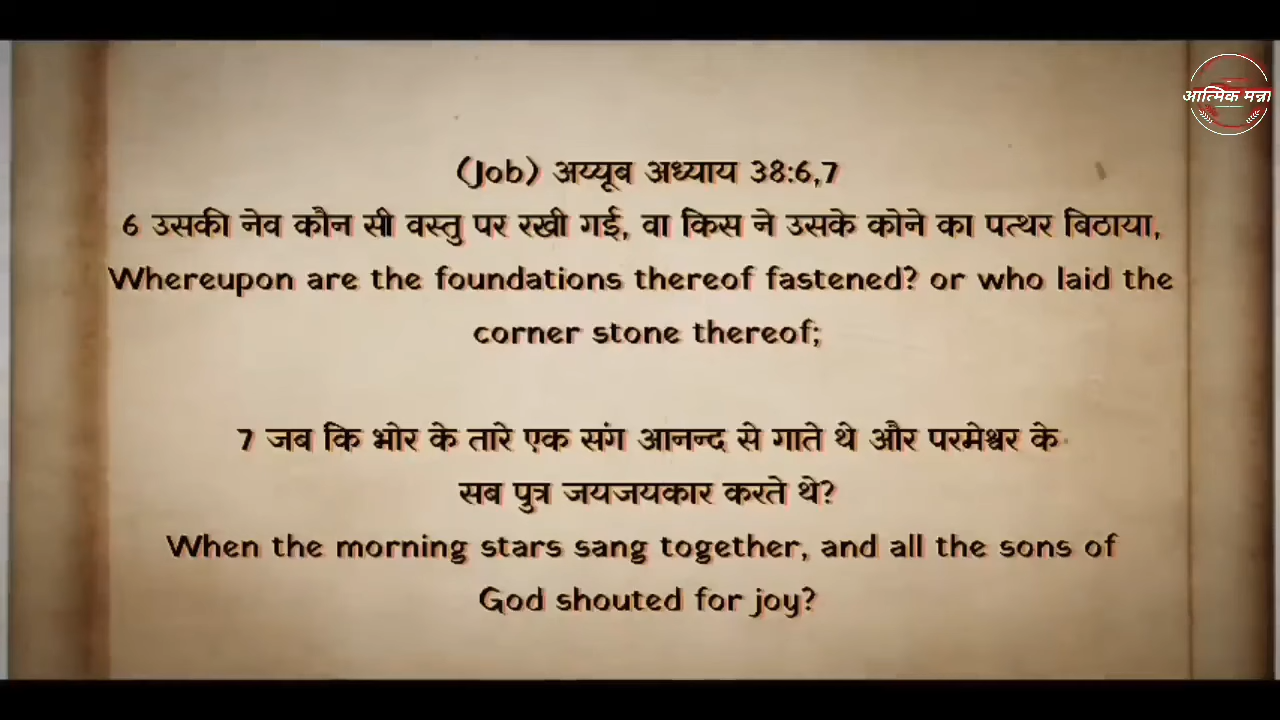 आत्मिक मन्ना
(Job) अय्यूब अध्याय 38:6,7
6 उसकी नेव कौन सी वस्तु पर रखी गई, वा किस ने उसके कोने का पत्थर बिठाया,
Whereupon are the foundations thereof fastened? or who laid the
corner stone thereof;
7 जब कि भोर के तारे एक संग आनन्द से गाते थे और परमेश्वर के
सब पुत्र जयजयकार करते थे?
When the morning stars sang together, and all the sons of
God shouted for joy?